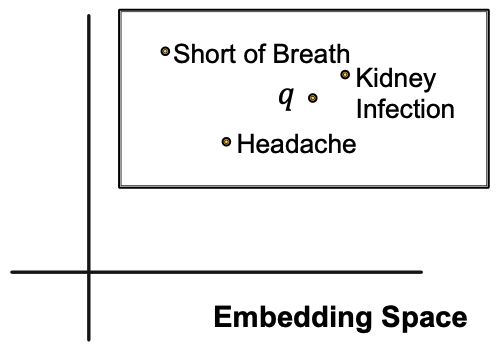 Short of Breath
Kidney
q
Infection
Headache
Embedding Space